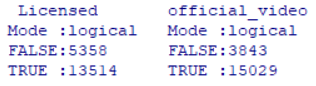 Licensed official_video
Mode :logical Mode :logical
FALSE:5358 FALSE:3843
TRUE :13514 TRUE :15029